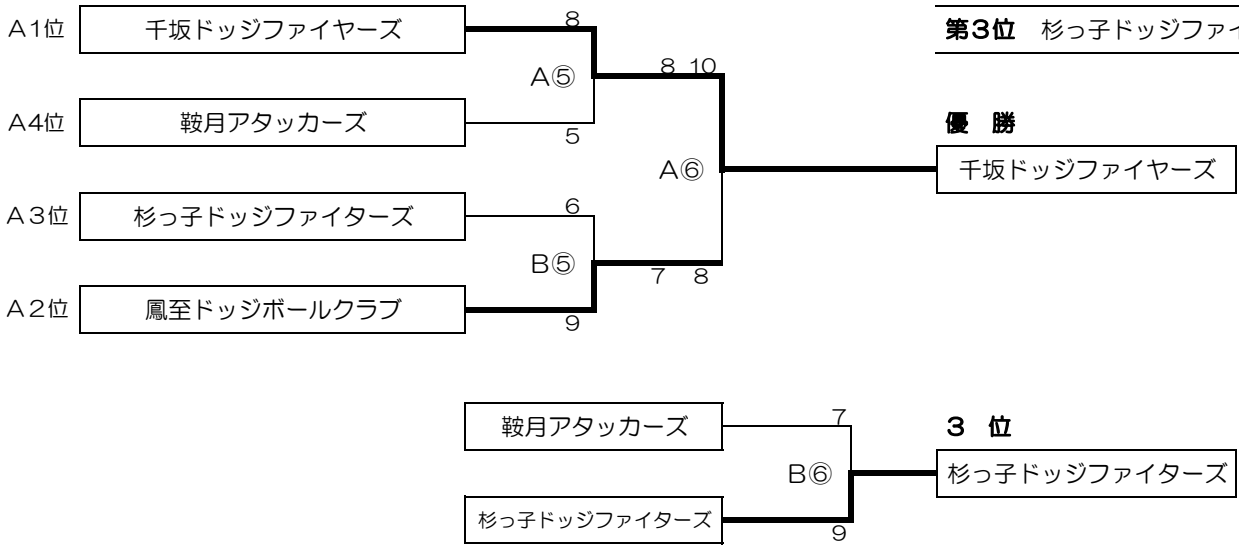 A1位 千坂ドッジファイヤーズ 8
第3位 杉っ子ドッジファイ
A⑤ 8 10
A4位 鞍月アタッカーズ 5
優 勝
A⑥ 千坂ドッジファイヤーズ
A3位 杉っ子ドッジファイターズ 6
B⑤ 7 8
A2位 鳳至ドッジボールクラブ 9
鞍月アタッカーズ 7
3 位
B⑥ 杉っ子ドッジファイターズ
杉っ子ドッジファイターズ 9